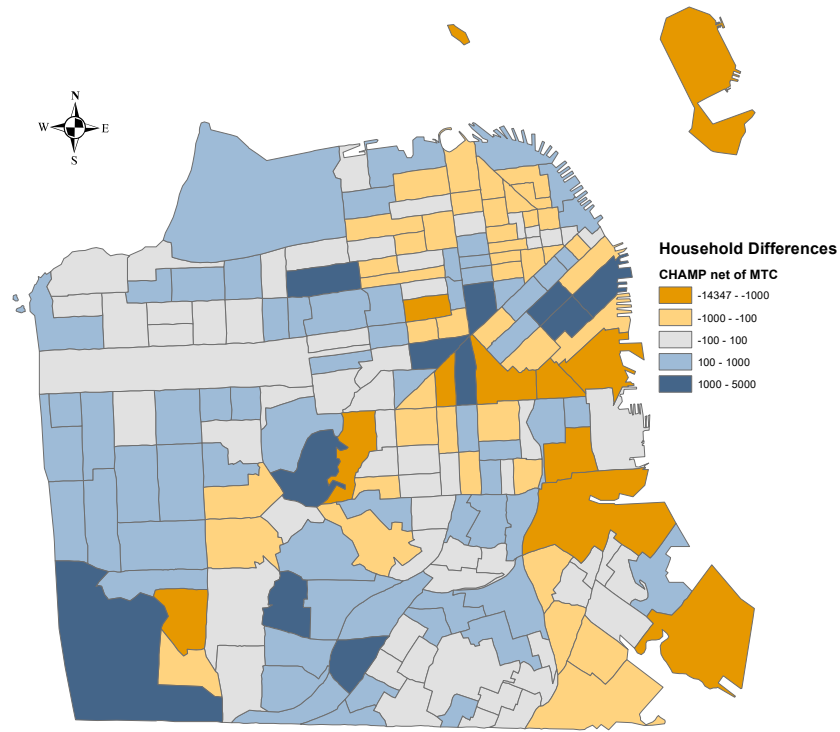 N
W E
S
Household Differences
CHAMP net of MTC
-14347 - -1000
-1000 - -100
-100 - 100
100 - 1000
1000 - 5000